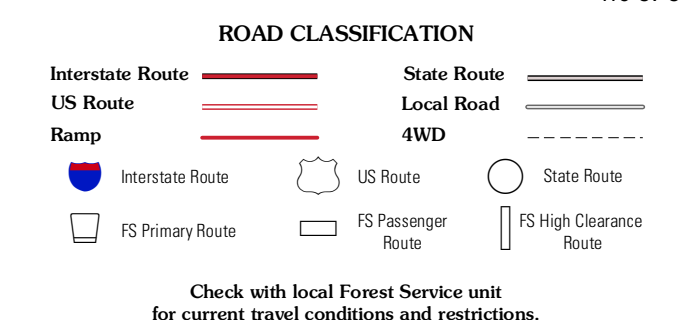 ROAD CLASSIFICATION
Interstate Route
State Route
US Route
Local Road
Ramp
4WD
Interstate Route
US Route
State Route
FS Primary Route
FS Passenger
Route
FS High Clearance
Route
Check with local Forest Service unit
for current travel conditions and restrictions.